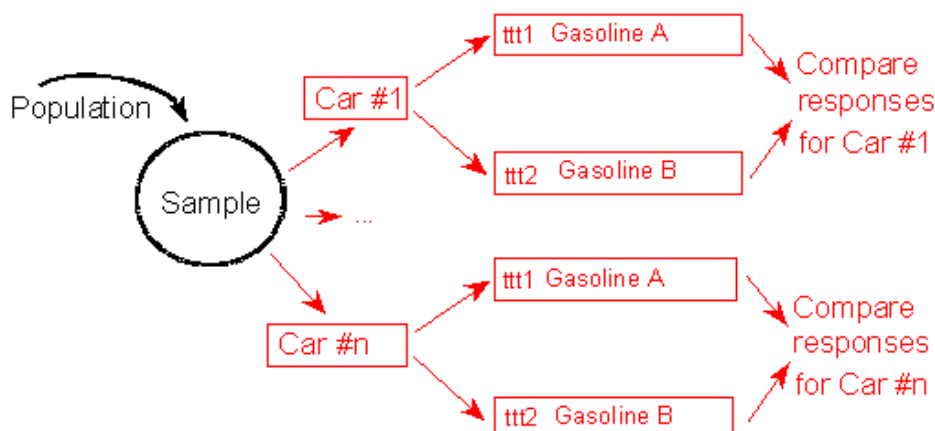 Population
Sample
Car #1
ttt1 Gasoline A
ttt2 Gasoline B
Compare
responses
for Car #1
...
Car #n
ttt1 Gasoline A
ttt2 Gasoline B
Compare
responses
for Car #n